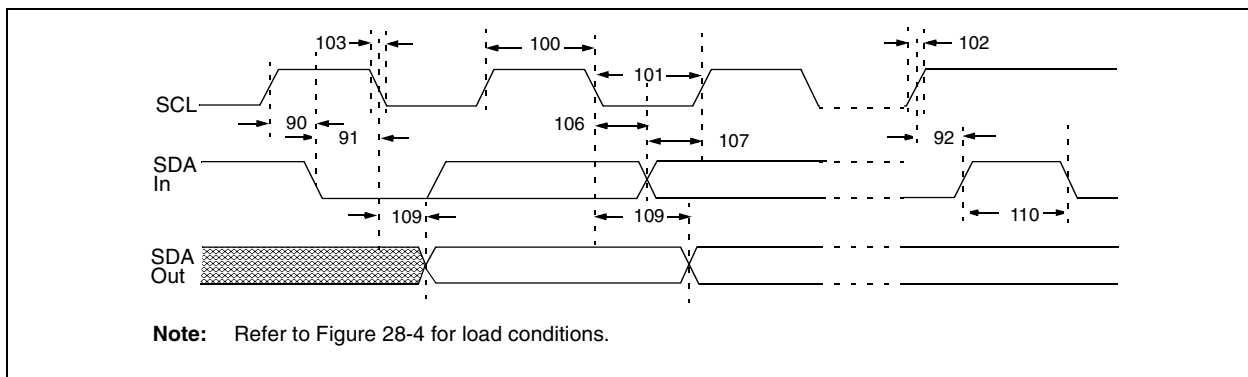 103
100
101
102
SCL
90
91
106
107
92
SDA
In
109
109
110
SDA
Out
Note: Refer to Figure 28-4 for load conditions.